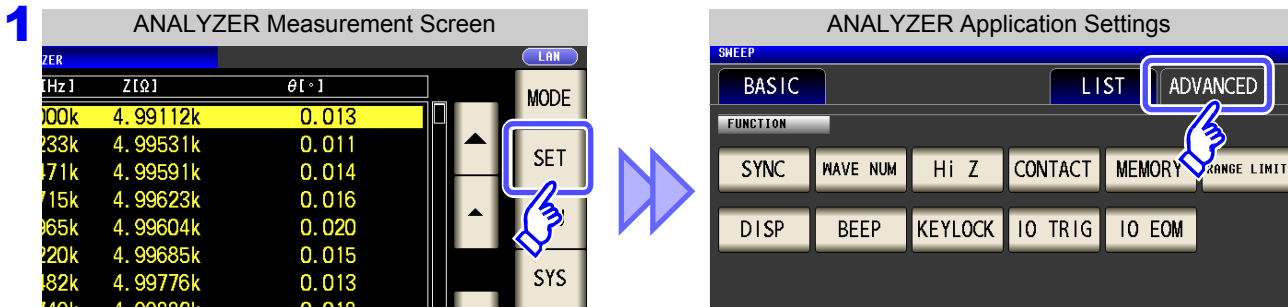 1
ANALYZER Measurement Screen
ZER
LAN
[Hz] Z[Ω] θ[°]
000k 4.99112k 0.013
233k 4.99531k 0.011
471k 4.99591k 0.014
715k 4.99623k 0.016
965k 4.99604k 0.020
220k 4.99685k 0.015
482k 4.99776k 0.013
MODE
SET
SYS
ANALYZER Application Settings
SWEEP
BASIC LIST ADVANCED
FUNCTION
SYNC WAVE NUM Hi Z CONTACT MEMORY RANGE LIMIT
DISP BEEP KEYLOCK IO TRIG IO EOM